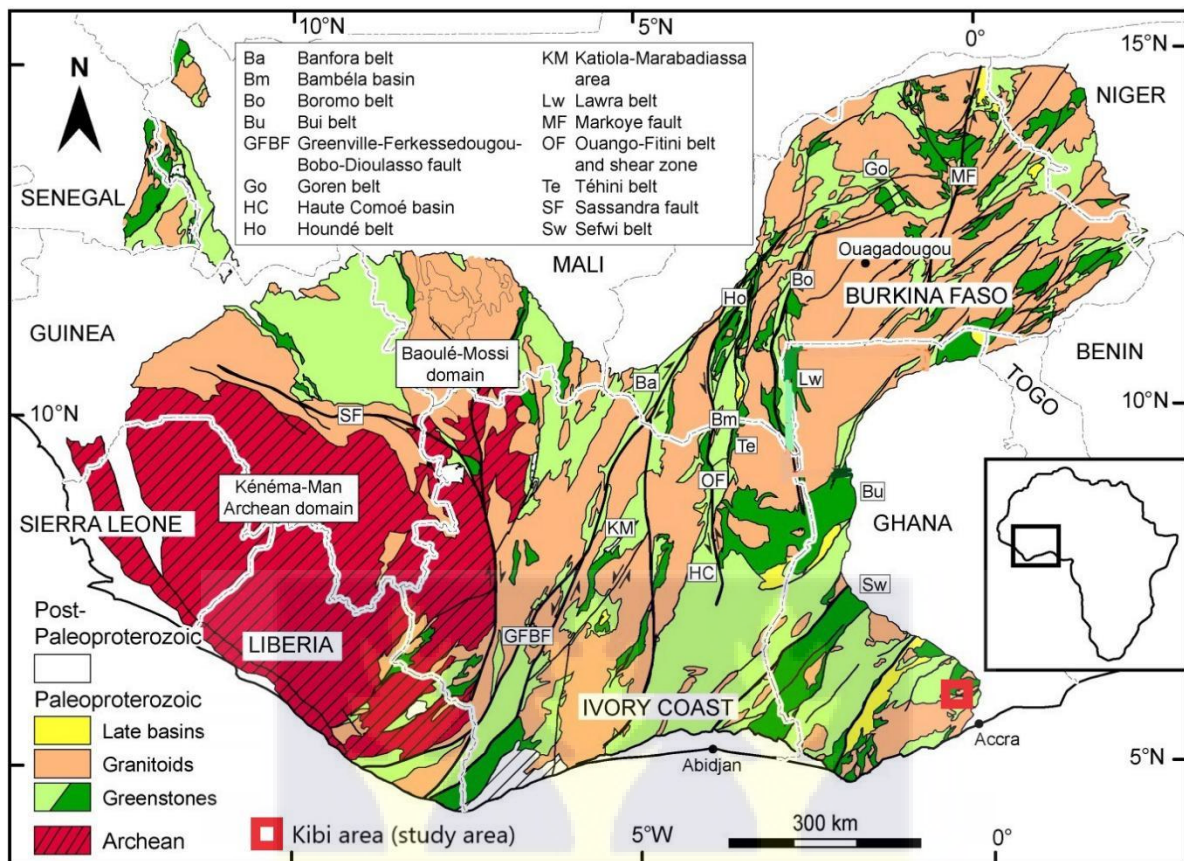 10°N
5°N
0°
15°N
N
Ba Banfora belt
Bm Bambéla basin
Bo Boromo belt
Bu Bui belt
GFBF Greenville-Ferkessedougou-
Bobo-Dioulasso fault
Go Goren belt
HC Haute Comoé basin
Ho Houndé belt
KM Katiola-Marabadiassa
area
Lw Lawra belt
MF Markoye fault
OF Ouango-Fitini belt
and shear zone
Te Téhini belt
SF Sassandra fault
Sw Sefwi belt
NIGER
SENEGAL
Go
MF
MALI
Ouagadougou
Bo
Ho
BURKINA FASO
GUINEA
BENIN
TOGO
Baoulé-Mossi
domain
Ba
Lw
10°N
10°N
SF
Bm
Te
OF
Bu
Kénéma-Man
Archean domain
SIERRA LEONE
GHANA
KM
HC
Sw
Post-
Paleoproterozoic
LIBERIA
GFBF
Paleoproterozoic
IVORY COAST
Late basins
Accra
Granitoids
Abidjan
5°N
Greenstones
Archean
Kibi area (study area)
10°N
5°W
300 km
0°